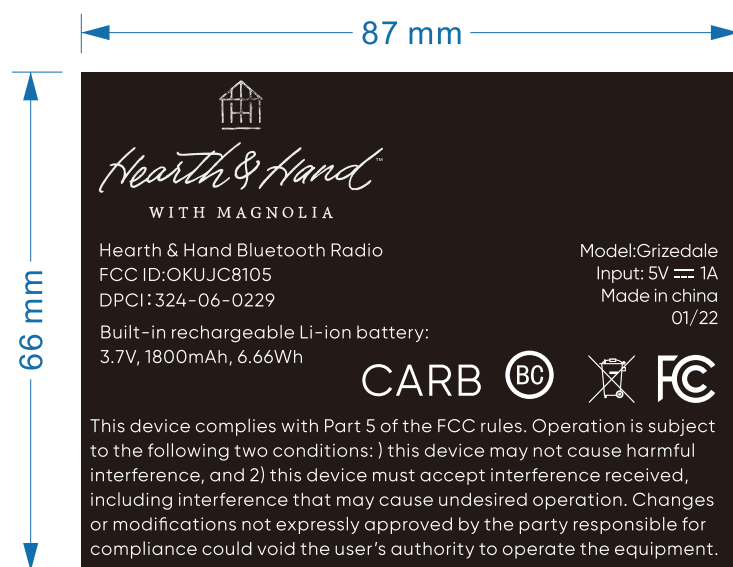 87 mm
66 mm
Hearth & Hand™
WITH MAGNOLIA
Hearth & Hand Bluetooth Radio
FCC ID:OKUJC8105
DPCI:324-06-0229
Built-in rechargeable Li-ion battery:
3.7V, 1800mAh, 6.66Wh
Model:Grizedale
Input: 5V ⎓ 1A
Made in china
01/22
CARB
BC
FC
This device complies with Part 5 of the FCC rules. Operation is subject
to the following two conditions: ) this device may not cause harmful
interference, and 2) this device must accept interference received,
including interference that may cause undesired operation. Changes
or modifications not expressly approved by the party responsible for
compliance could void the user's authority to operate the equipment.